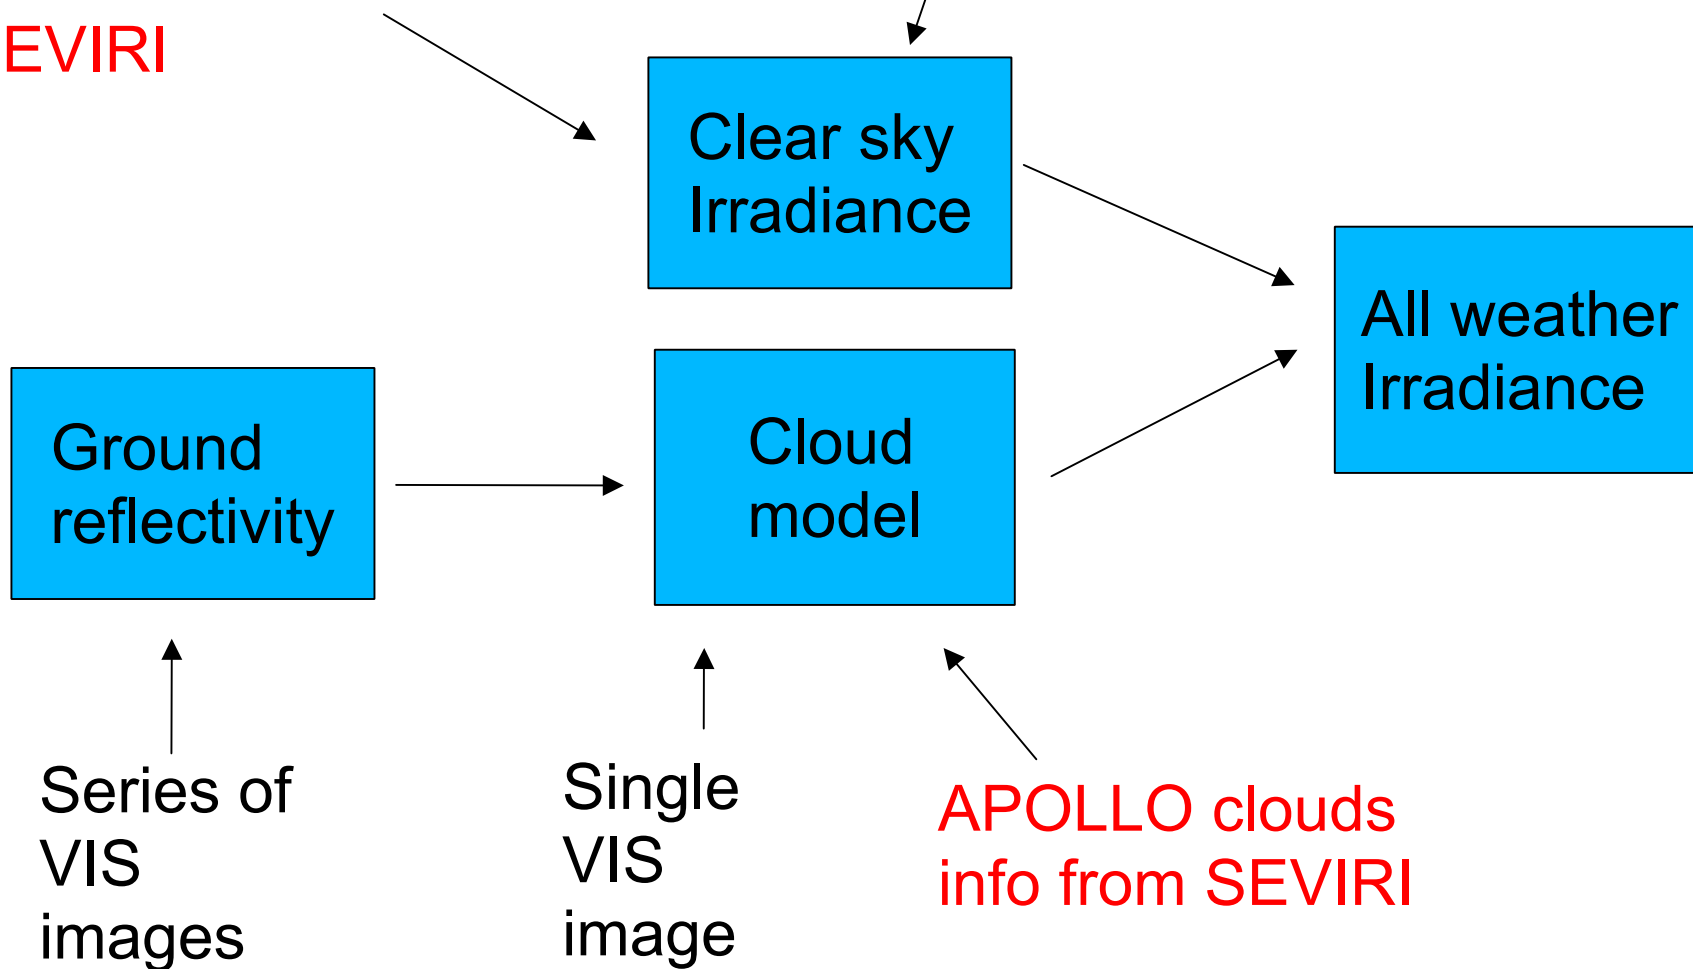 EVIRI
Clear sky
Irradiance
All weather
Irradiance
Ground
reflectivity
Cloud
model
Series of
VIS
images
Single
VIS
image
APOLLO clouds
info from SEVIRI